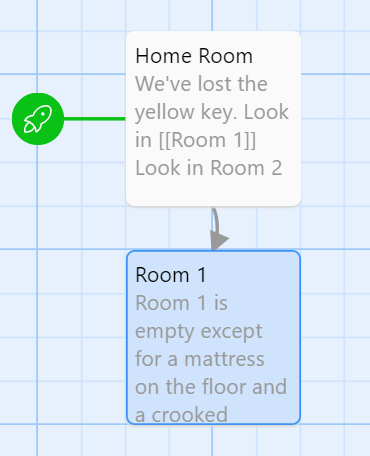 Home Room
We've lost the
yellow key. Look
in [[Room 1]]
Look in Room 2
Room 1
Room 1 is
empty except
for a mattress
on the floor and
a crooked